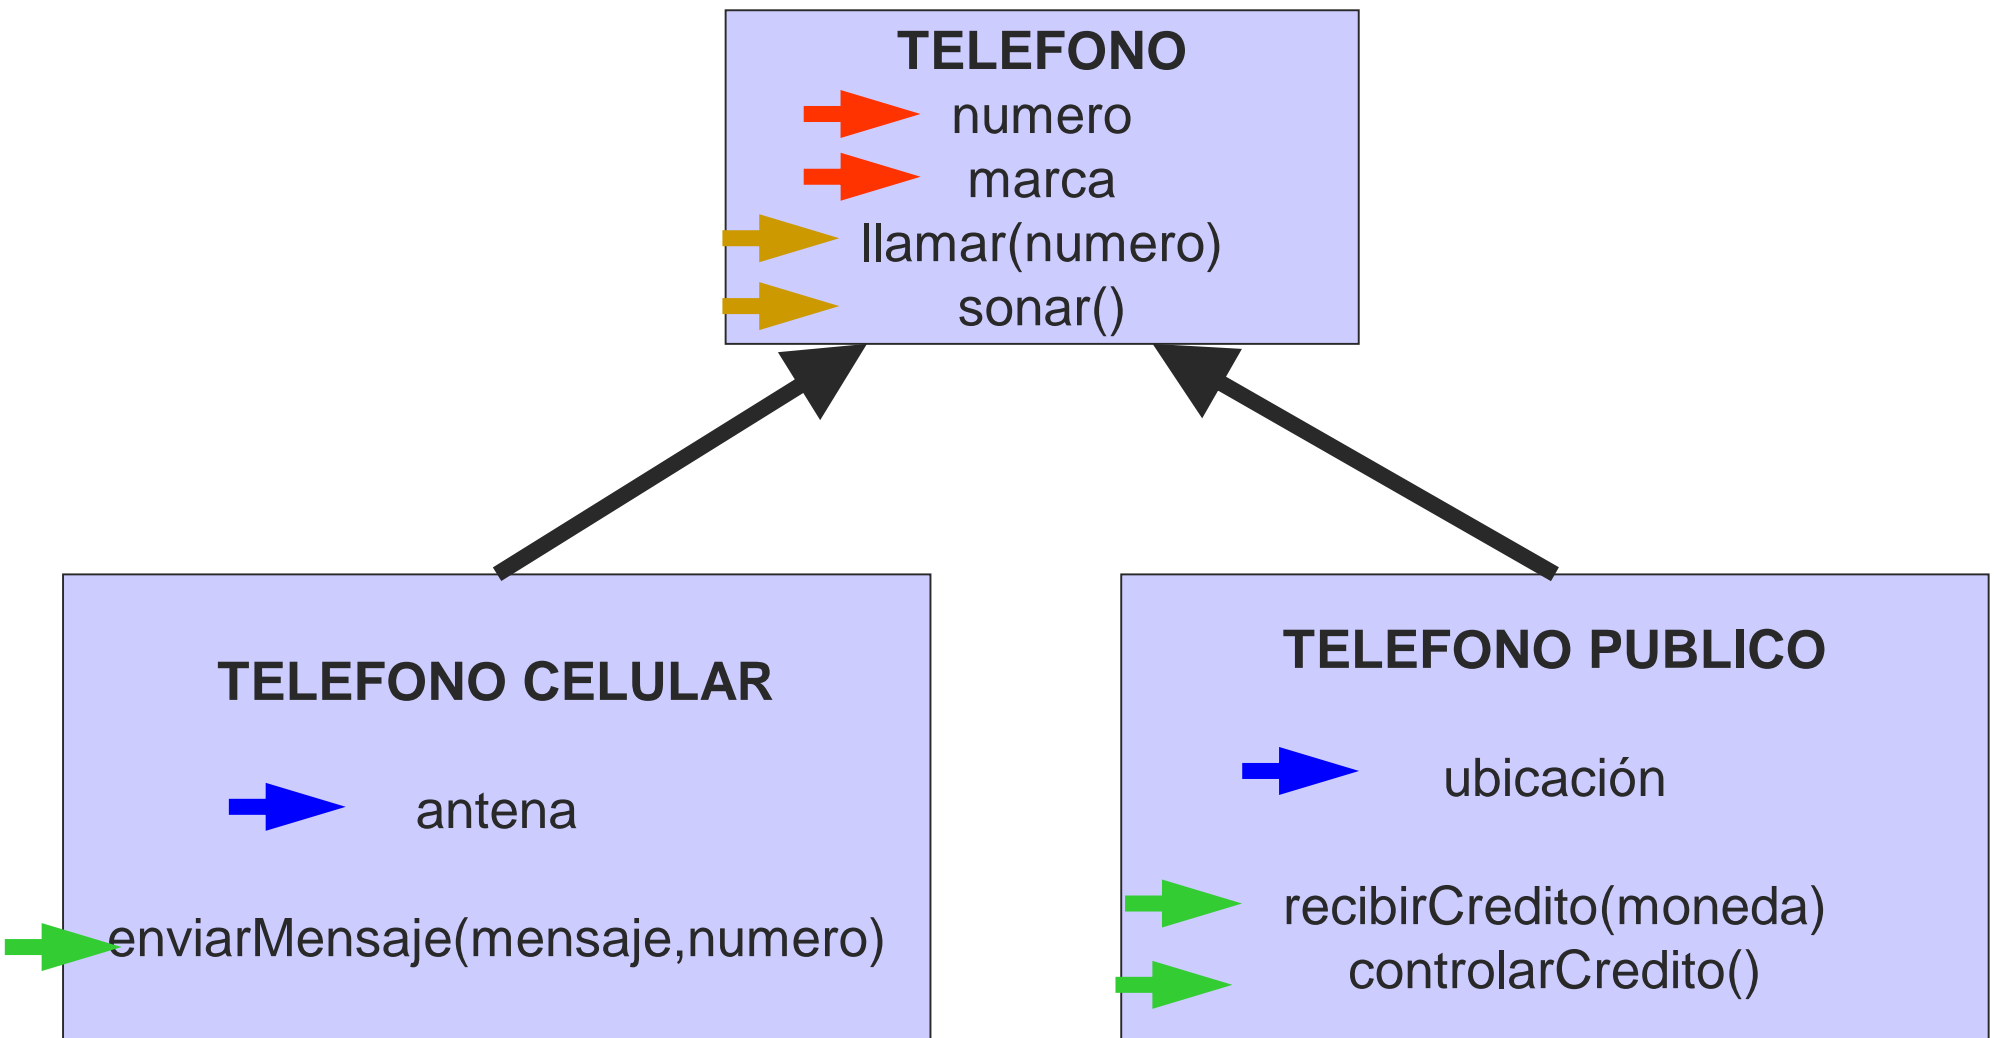 TELEFONO
numero
marca
llamar(numero)
sonar()
TELEFONO CELULAR
antena
enviarMensaje(mensaje,numero)
TELEFONO PUBLICO
ubicación
recibirCredito(moneda)
controlarCredito()